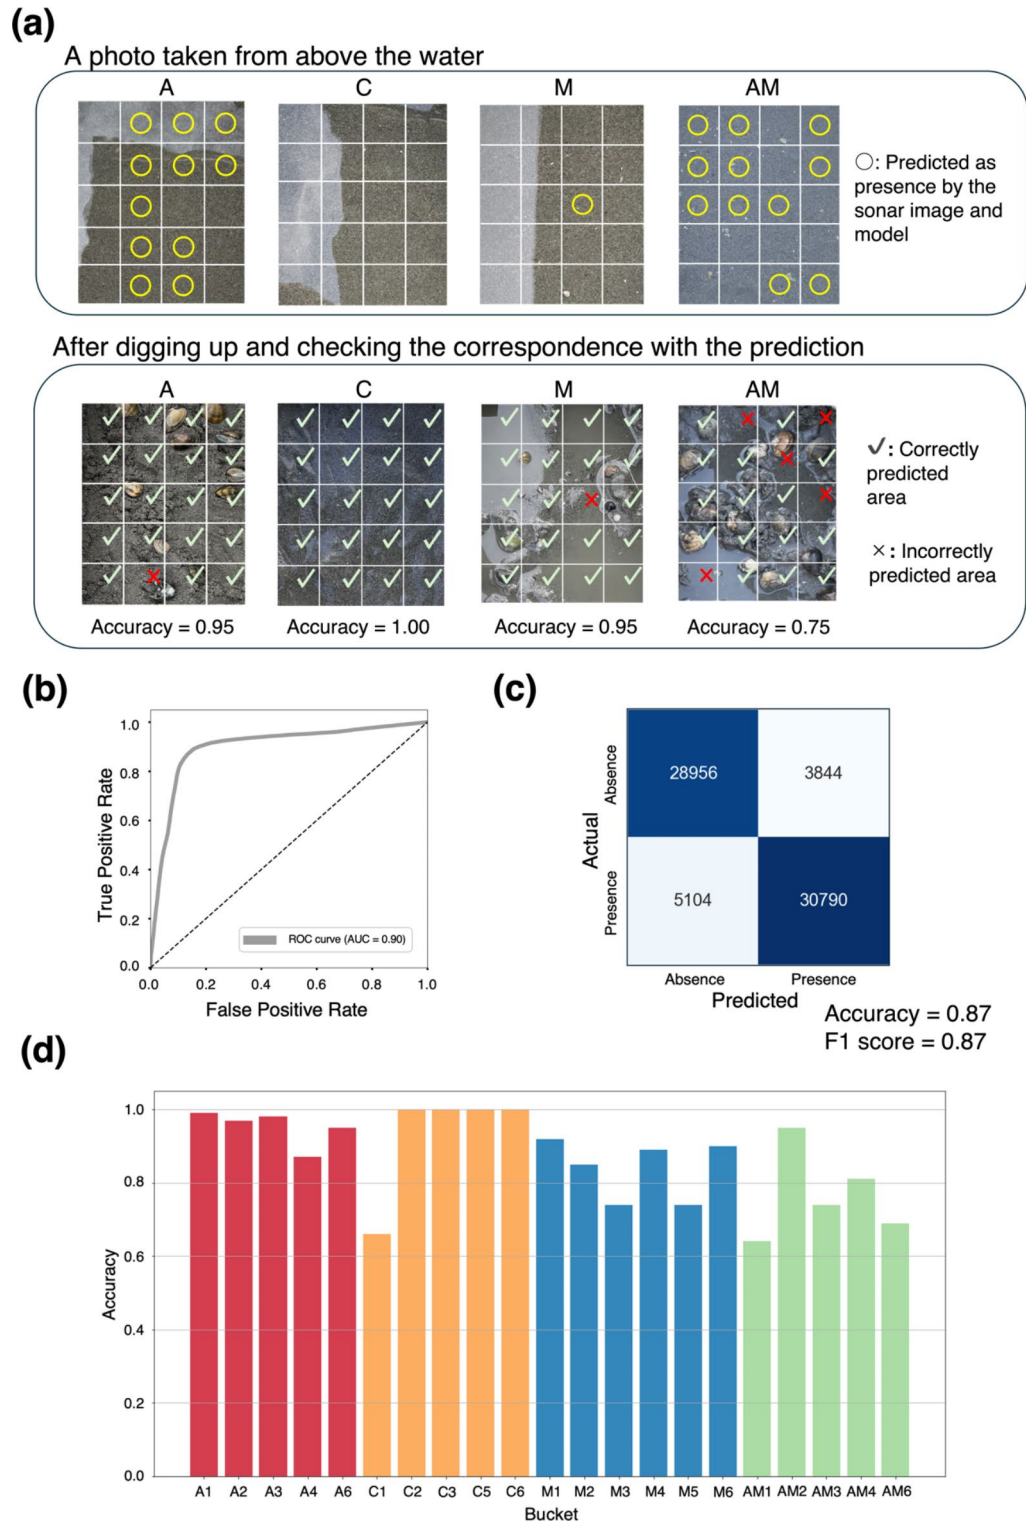 (a)
A photo taken from above the water
A
C
M
AM
○: Predicted as
presence by the
sonar image and
model
After digging up and checking the correspondence with the prediction
A
C
M
AM
✓: Correctly
predicted
area
×: Incorrectly
predicted area
Accuracy = 0.95
Accuracy = 1.00
Accuracy = 0.95
Accuracy = 0.75
(b)
True Positive Rate
1.0
0.8
0.6
0.4
0.2
0.0
ROC curve (AUC = 0.90)
0.0
0.2
0.4
0.6
0.8
1.0
False Positive Rate
(c)
Actual
Absence
Presence
28956
3844
5104
30790
Absence
Presence
Predicted
Accuracy = 0.87
F1 score = 0.87
(d)
Accuracy
1.0
0.8
0.6
0.4
0.2
0.0
A1
A2
A3
A4
A6
C1
C2
C3
C5
C6
M1
M2
M3
M4
M5
M6
AM1
AM2
AM3
AM4
AM6
Bucket